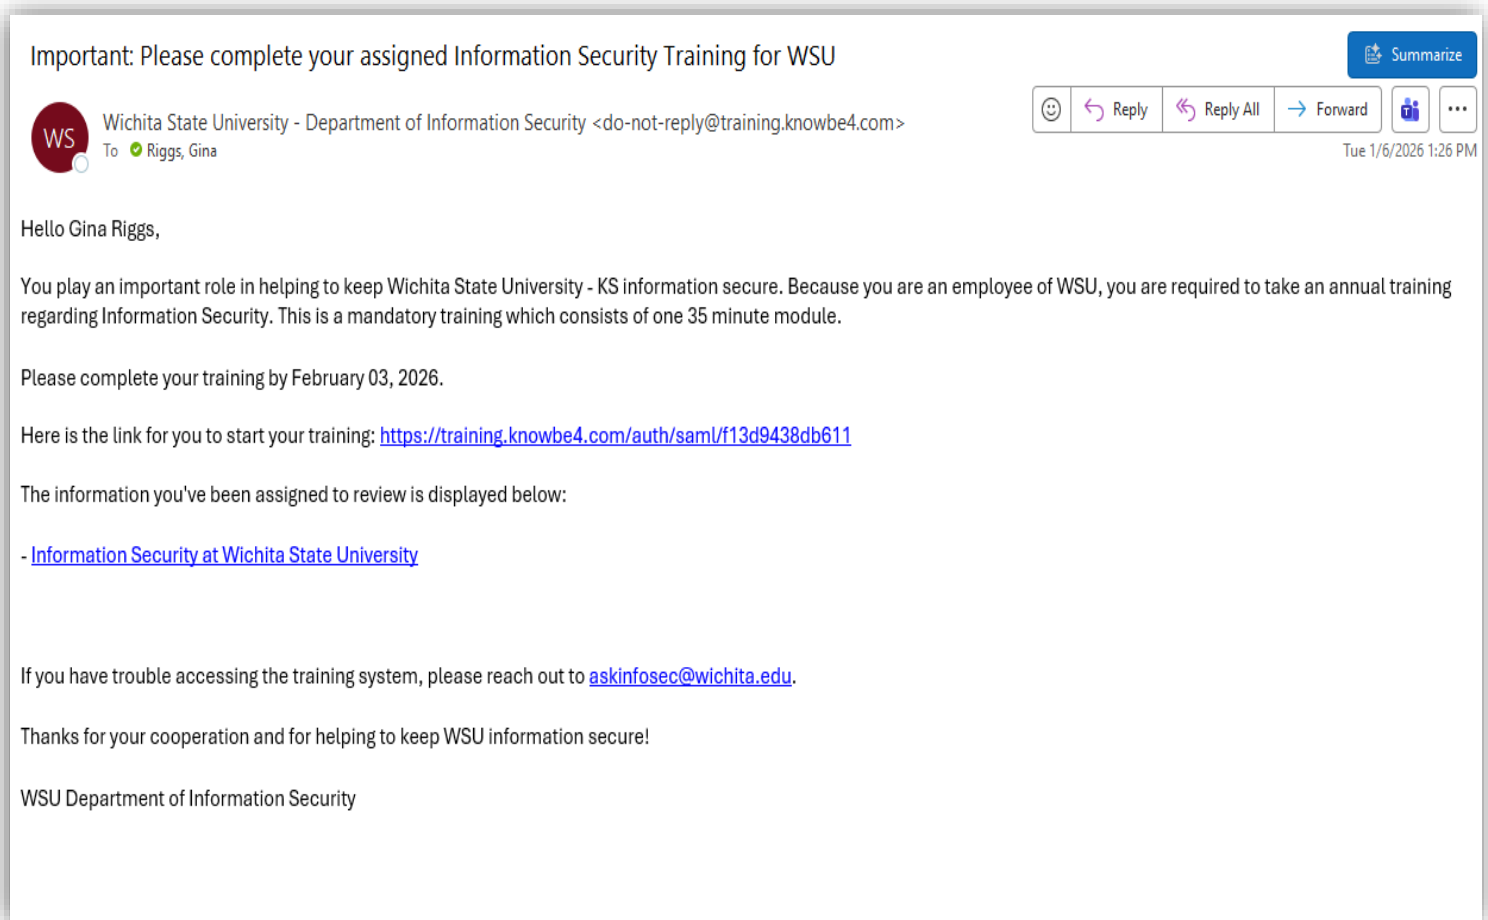 Important: Please complete your assigned Information Security Training for WSU
Summarize
WS
Wichita State University - Department of Information Security <do-not-reply@training.knowbe4.com>
To Riggs, Gina
Reply
Reply All
Forward
Tue 1/6/2026 1:26 PM
Hello Gina Riggs,
You play an important role in helping to keep Wichita State University - KS information secure. Because you are an employee of WSU, you are required to take an annual training
regarding Information Security. This is a mandatory training which consists of one 35 minute module.
Please complete your training by February 03, 2026.
Here is the link for you to start your training: https://training.knowbe4.com/auth/saml/f13d9438db611
The information you've been assigned to review is displayed below:
- Information Security at Wichita State University
If you have trouble accessing the training system, please reach out to askinfosec@wichita.edu.
Thanks for your cooperation and for helping to keep WSU information secure!
WSU Department of Information Security